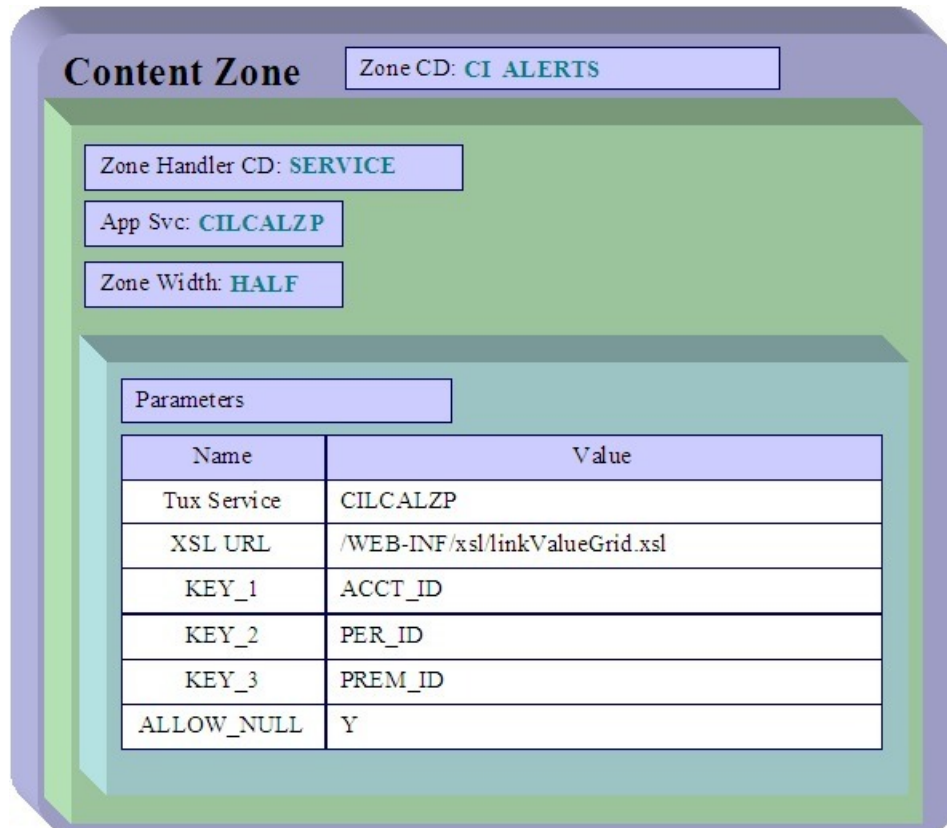 Content Zone Zone CD: CI ALERTS
Zone Handler CD: SERVICE
App Svc: CILCALZP
Zone Width: HALF
Parameters
Name Value
Tux Service CILCALZP
XSL URL /WEB-INF/xsl/linkValueGrid.xsl
KEY_1 ACCT_ID
KEY_2 PER_ID
KEY_3 PREM_ID
ALLOW_NULL Y